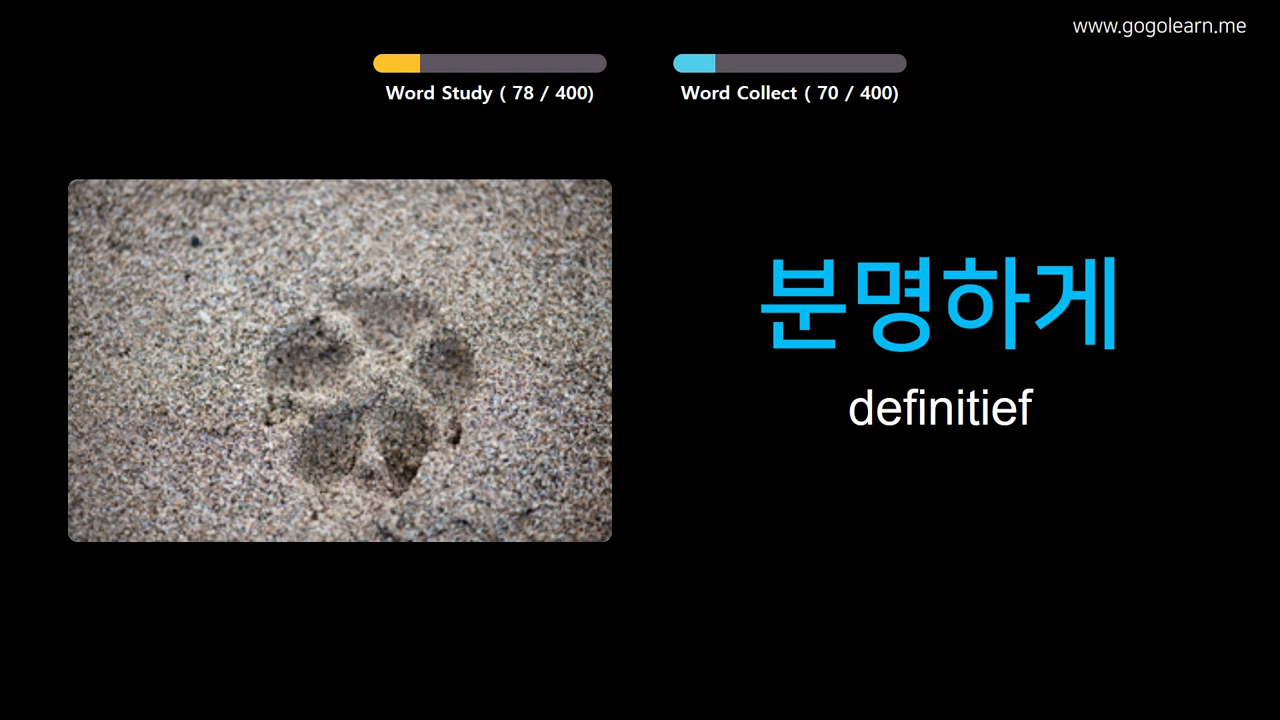 www.gogolearn.me
Word Study ( 78 / 400)
Word Collect ( 70 / 400)
분명하게
definitief